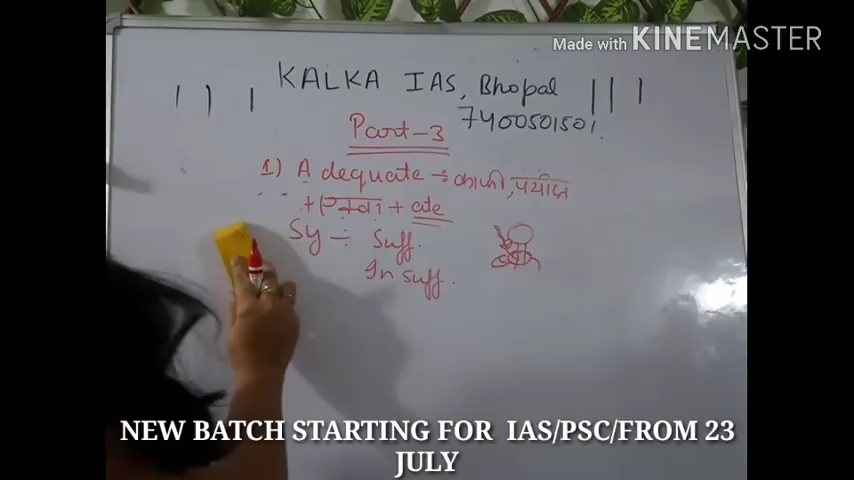 Made with KINEMASTER
KALKA IAS, Bhopal
7400501501
Part-3
1) Adequate ÷ काफी, पर्याप्त
+ ate
Sy ÷ Suff.
In suff.
NEW BATCH STARTING FOR IAS/PSC/FROM 23
JULY